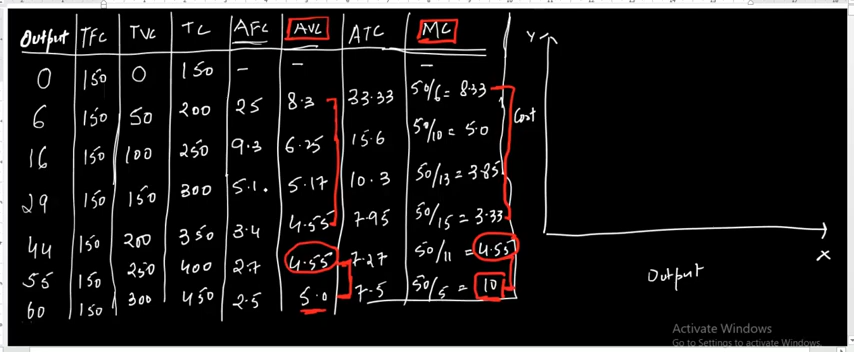 Output TFC TVC TC AFC AVC ATC MC
0 150 0 150 - - -
6 150 50 200 25 8.3 33.33 50/6 = 8.33
16 150 100 250 9.3 6.25 15.6 50/10 = 5.0
29 150 150 300 5.1. 5.17 10.3 50/13 = 3.85
44 150 200 350 3.4 4.55 7.95 50/15 = 3.33
55 150 250 400 2.7 4.55 7.27 50/11 = 4.55
60 150 300 450 2.5 5.0 7.5 50/5 = 10
Y
Cost
X
Output
Activate Windows
Go to Settings to activate Windows.